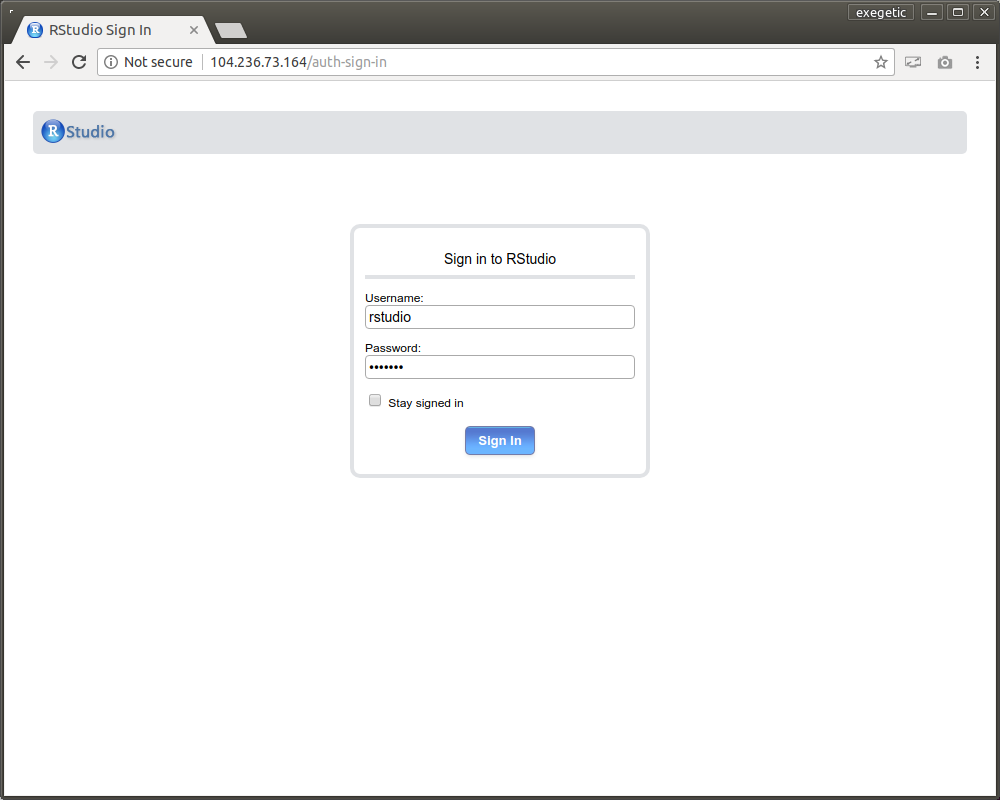 exegetic
RStudio Sign In
Not secure 104.236.73.164/auth-sign-in
R Studio
Sign in to RStudio
Username:
rstudio
Password:
•••••••
Stay signed in
Sign In